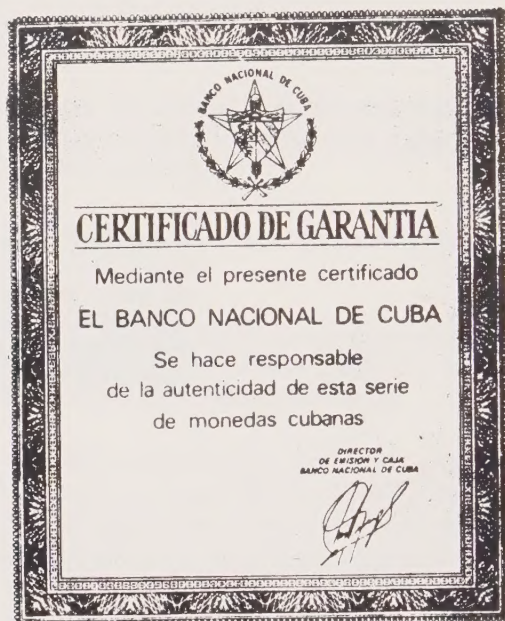 BANCO NACIONAL DE CUBA
CERTIFICADO DE GARANTIA
Mediante el presente certificado
EL BANCO NACIONAL DE CUBA
Se hace responsable
de la autenticidad de esta serie
de monedas cubanas
DIRECTOR
DE EMISION Y CAJA
BANCO NACIONAL DE CUBA